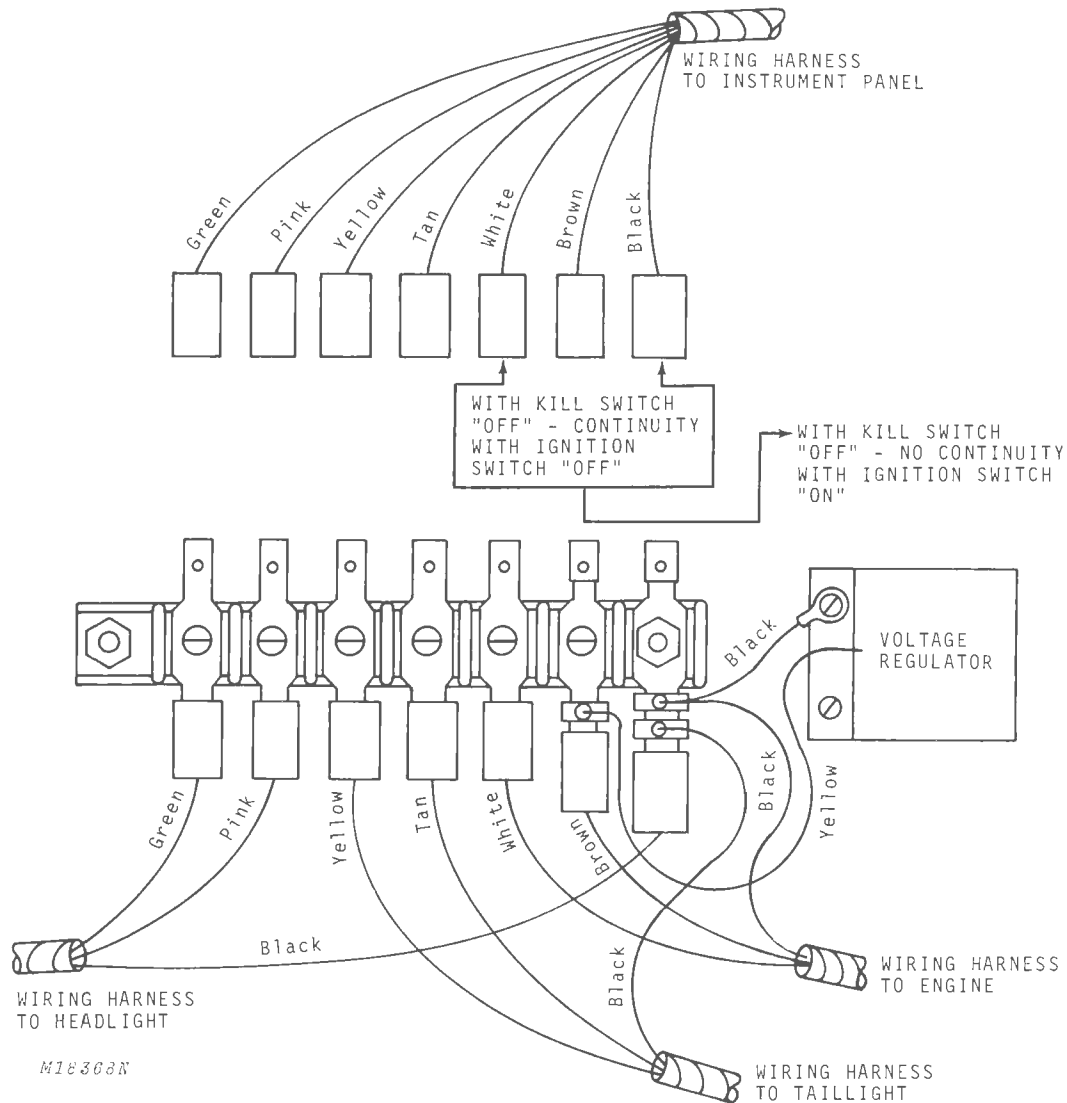 WIRING HARNESS
TO INSTRUMENT PANEL
Green
Pink
Yellow
Tan
White
Brown
Black
WITH KILL SWITCH
"OFF" - CONTINUITY
WITH IGNITION
SWITCH "OFF"
WITH KILL SWITCH
"OFF" - NO CONTINUITY
WITH IGNITION SWITCH
"ON"
Black
VOLTAGE
REGULATOR
Green
Pink
Yellow
Tan
White
Brown
Black
Yellow
Black
Black
WIRING HARNESS
TO HEADLIGHT
WIRING HARNESS
TO ENGINE
WIRING HARNESS
TO TAILLIGHT
M18368N